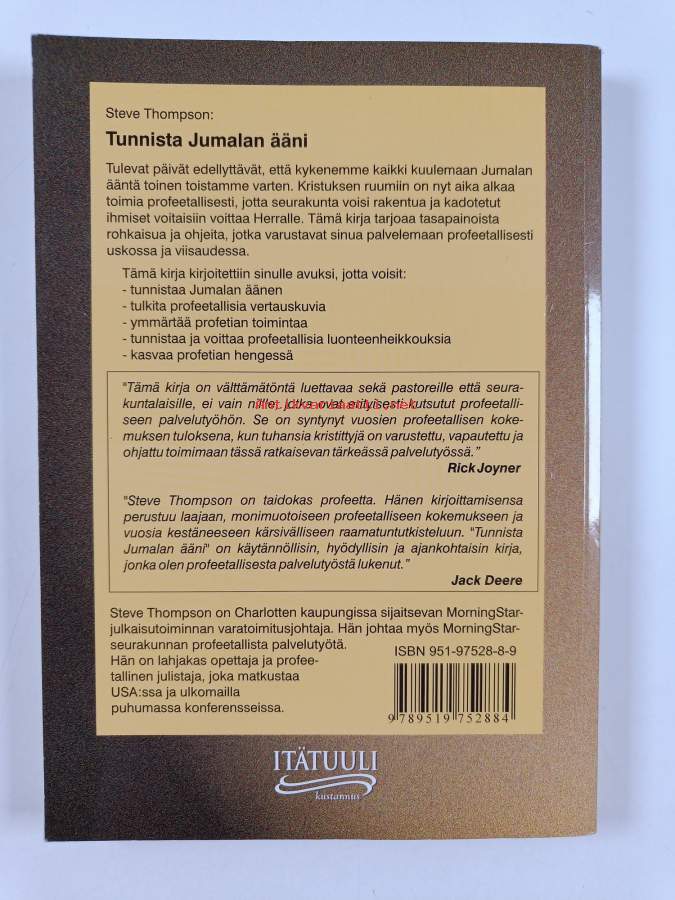 Steve Thompson:
Tunnista Jumalan ääni
Tulevat päivät edellyttävät, että kykenemme kaikki kuulemaan Jumalan
ääntä toinen toistamme varten. Kristuksen ruumiin on nyt aika alkaa
toimia profeetallisesti, jotta seurakunta voisi rakentua ja kadotetut
ihmiset voitaisiin voittaa Herralle. Tämä kirja tarjoaa tasapainoista
rohkaisua ja ohjeita, jotka varustavat sinua palvelemaan profeetallisesti
uskossa ja viisaudessa.
Tämä kirja kirjoitettiin sinulle avuksi, jotta voisit:
- tunnistaa Jumalan äänen
- tulkita profeetallisia vertauskuvia
- ymmärtää profetian toimintaa
- tunnistaa ja voittaa profeetallisia luonteenheikkouksia
- kasvaa profetian hengessä
"Tämä kirja on välttämätöntä luettavaa sekä pastoreille että seura-
kuntalaisille, ei vain niille, jotka ovat erityisesti kutsutut profeetalli-
seen palvelutyöhön. Se on syntynyt vuosien profeetallisen koke-
muksen tuloksena, kun tuhansia kristittyjä on varustettu, vapautettu ja
ohjattu toimimaan tässä ratkaisevan tärkeässä palvelutyössä."
Rick Joyner
"Steve Thompson on taidokas profeetta. Hänen kirjoittamisensa
perustuu laajaan, monimuotoiseen profeetalliseen kokemukseen ja
vuosia kestäneeseen kärsivälliseen raamatuntutkisteluun. "Tunnista
Jumalan ääni" on käytännöllisin, hyödyllisin ja ajankohtaisin kirja,
jonka olen profeetallisesta palvelutyöstä lukenut."
Jack Deere
Steve Thompson on Charlotten kaupungissa sijaitsevan MorningStar-
julkaisutoiminnan varatoimitusjohtaja. Hän johtaa myös MorningStar-
seurakunnan profeetallista palvelutyötä.
Hän on lahjakas opettaja ja profee-
tallinen julistaja, joka matkustaa
USA:ssa ja ulkomailla
puhumassa konferensseissa.
ISBN 951-97528-8-9
9 789519 752884
ITÄTUULI
kustannus